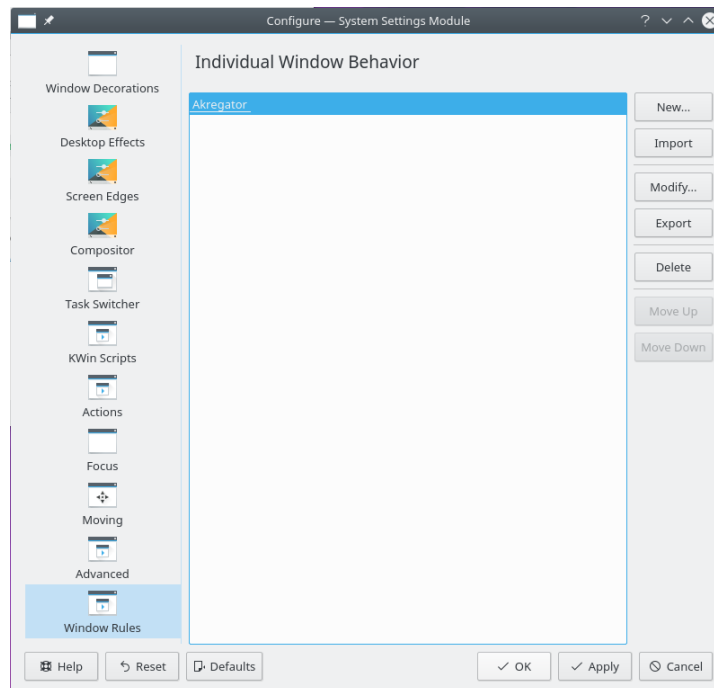 Configure — System Settings Module
Window Decorations
Desktop Effects
Screen Edges
Compositor
Task Switcher
KWin Scripts
Actions
Focus
Moving
Advanced
Window Rules
Individual Window Behavior
Akregator
New...
Import
Modify...
Export
Delete
Move Up
Move Down
Help
Reset
Defaults
OK
Apply
Cancel